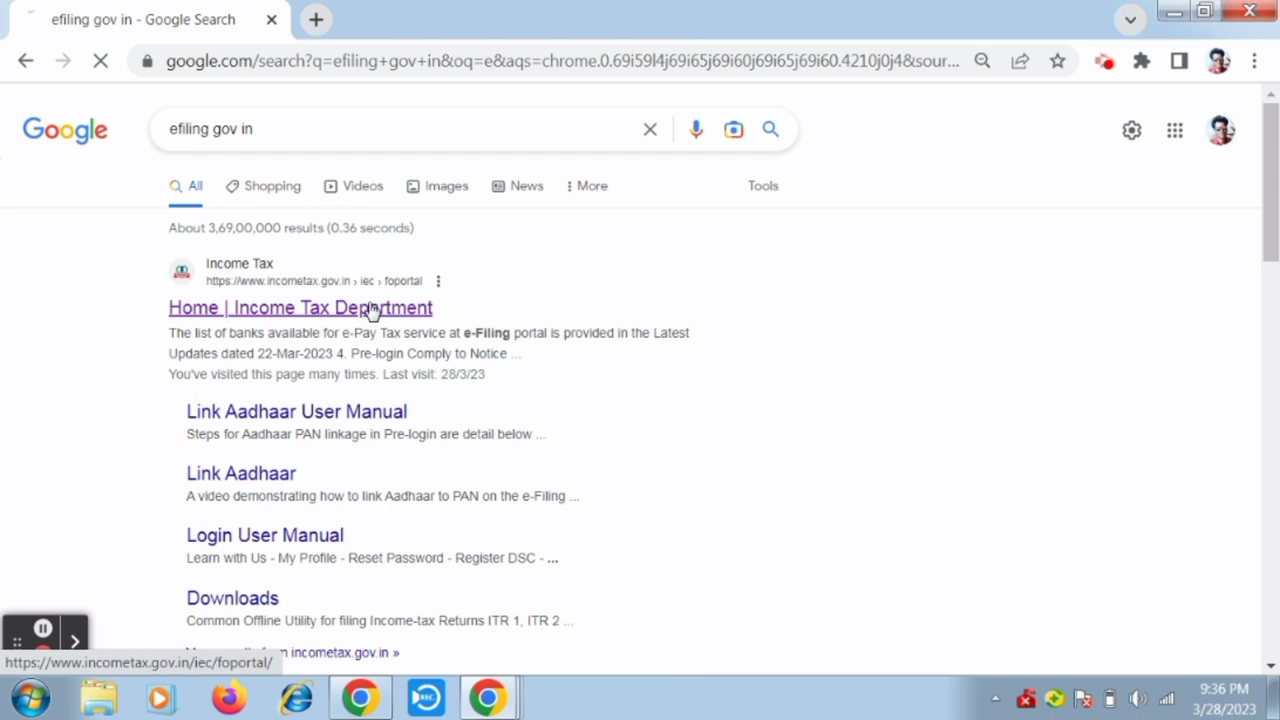 efiling gov in - Google Search
google.com/search?q=efiling+gov+in&oq=e&aqs=chrome.0.69i59l4j69i65j69i60j69i65j69i60.4210j0j4&sour...
Google
efiling gov in
All Shopping Videos Images News More Tools
About 3,69,00,000 results (0.36 seconds)
Income Tax
https://www.incometax.gov.in › iec › foportal
Home | Income Tax Department
The list of banks available for e-Pay Tax service at e-Filing portal is provided in the Latest
Updates dated 22-Mar-2023 4. Pre-login Comply to Notice ...
You've visited this page many times. Last visit: 28/3/23
Link Aadhaar User Manual
Steps for Aadhaar PAN linkage in Pre-login are detail below ...
Link Aadhaar
A video demonstrating how to link Aadhaar to PAN on the e-Filing ...
Login User Manual
Learn with Us - My Profile - Reset Password - Register DSC - ...
Downloads
Common Offline Utility for filing Income-tax Returns ITR 1, ITR 2 ...
incometax.gov.in »
https://www.incometax.gov.in/iec/foportal/
9:36 PM
3/28/2023